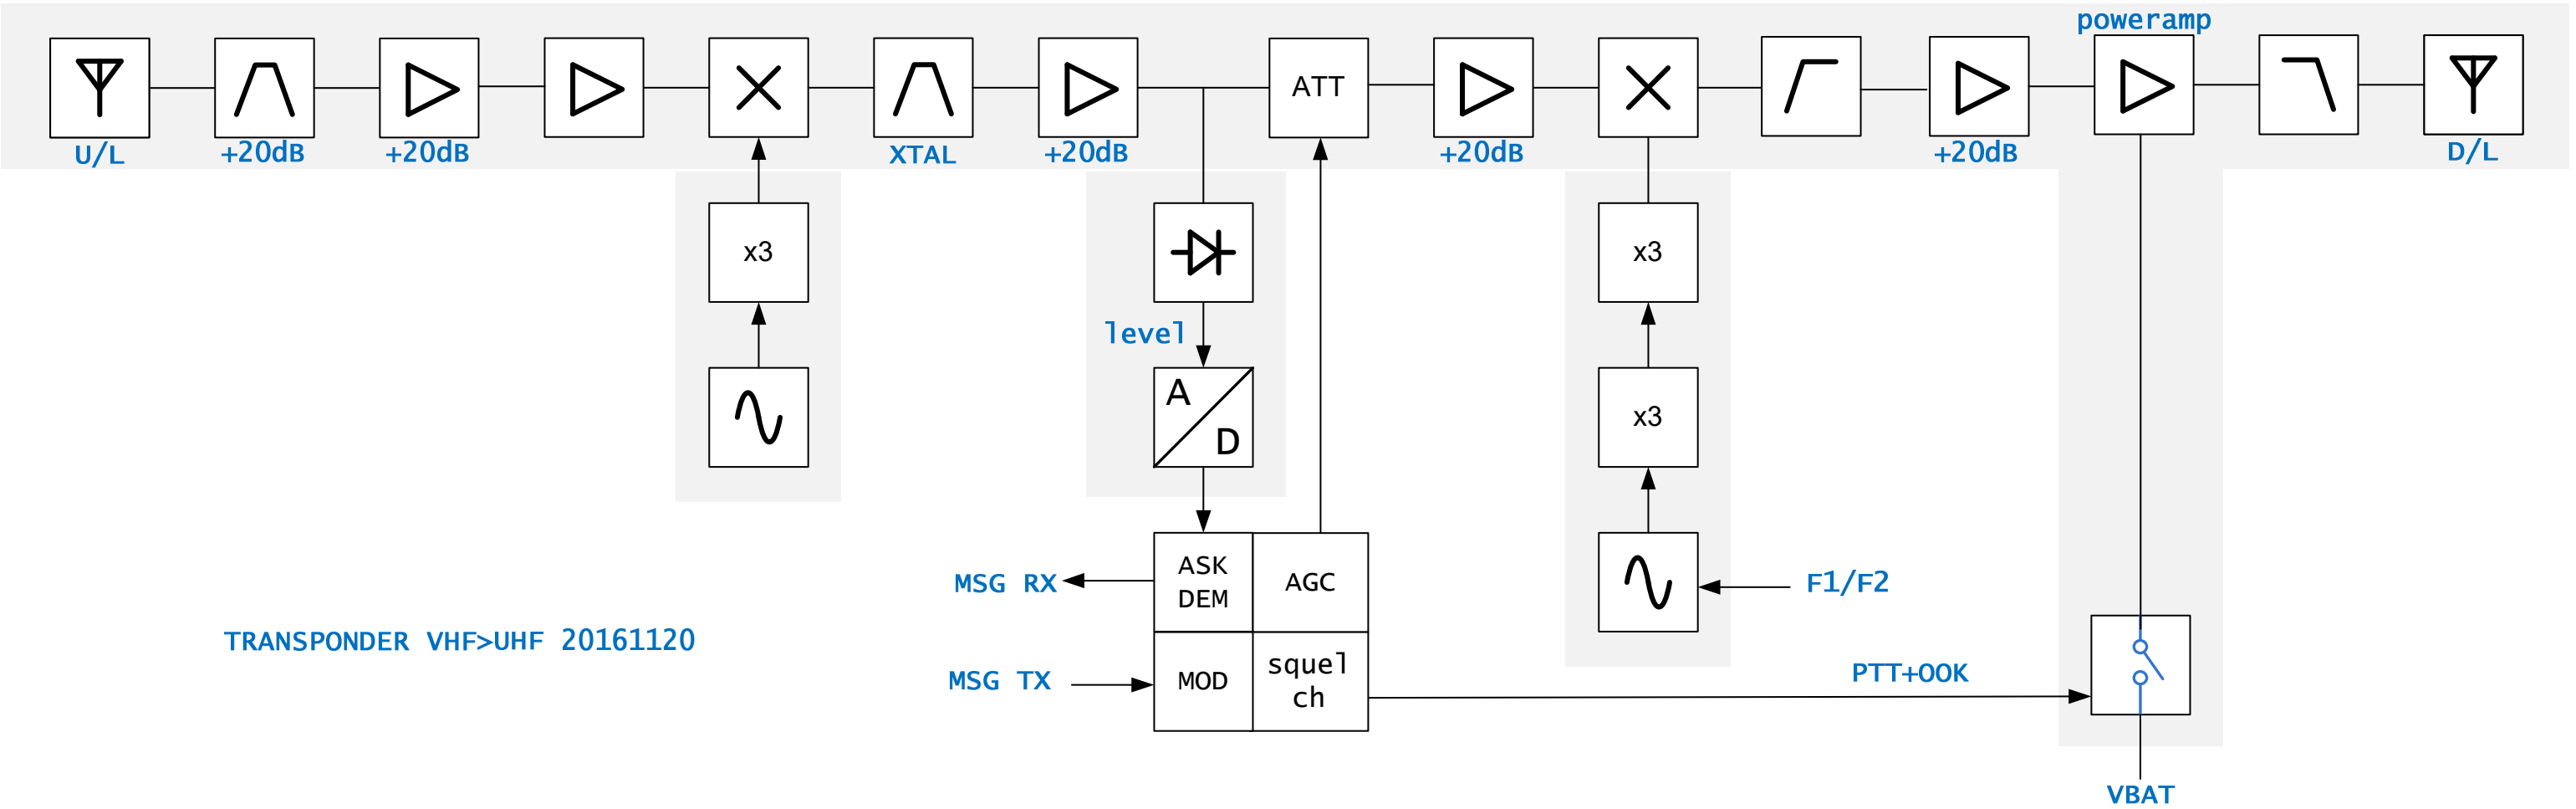 poweramp
ATT
U/L
+20dB
+20dB
XTAL
+20dB
+20dB
+20dB
D/L
x3
x3
level
A
D
x3
ASK
DEM
AGC
MSG RX
F1/F2
TRANSPONDER VHF>UHF 20161120
MSG TX
MOD
squel
ch
PTT+OOK
VBAT